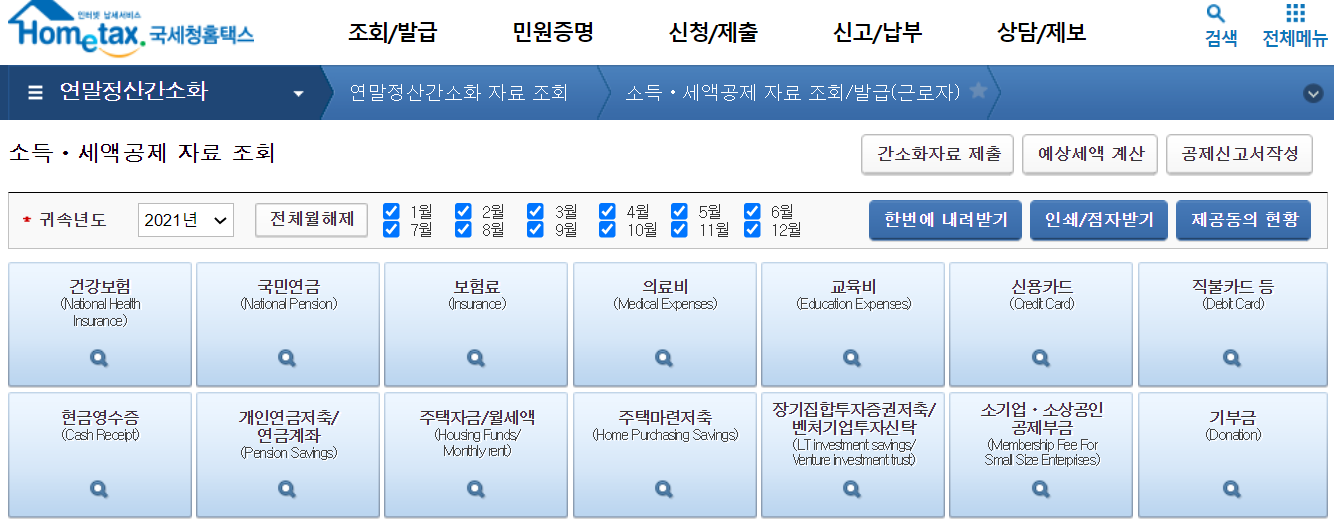 인터넷 납세서비스
Hometax. 국세청홈택스
조회/발급 민원증명 신청/제출 신고/납부 상담/제보
검색 전체메뉴
연말정산간소화 연말정산간소화 자료 조회 소득·세액공제 자료 조회/발급(근로자)
소득·세액공제 자료 조회
간소화자료 제출 예상세액 계산 공제신고서작성
* 귀속년도 2021년 전체월해제
1월 2월 3월 4월 5월 6월
7월 8월 9월 10월 11월 12월
한번에 내려받기 인쇄/점자받기 제공동의 현황
건강보험
(National Health
Insurance)
국민연금
(National Pension)
보험료
(Insurance)
의료비
(Medical Expenses)
교육비
(Education Expenses)
신용카드
(Credit Card)
직불카드 등
(Debit Card)
현금영수증
(Cash Receipt)
개인연금저축/
연금계좌
(Pension Savings)
주택자금/월세액
(Housing Funds/
Monthly rent)
주택마련저축
(Home Purchasing Savings)
장기집합투자증권저축/
벤처기업투자신탁
(LT investment savings/
Venture investment trust)
소기업·소상공인
공제부금
(Membership Fee For
Small Size Enterprises)
기부금
(Donation)